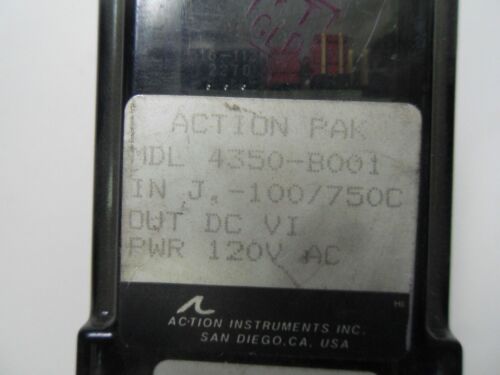 ACTION PAK
MDL 4350-B001
IN J, -100/750C
OUT DC VI
PWR 120V AC
ACTION INSTRUMENTS INC.
SAN DIEGO, CA. USA